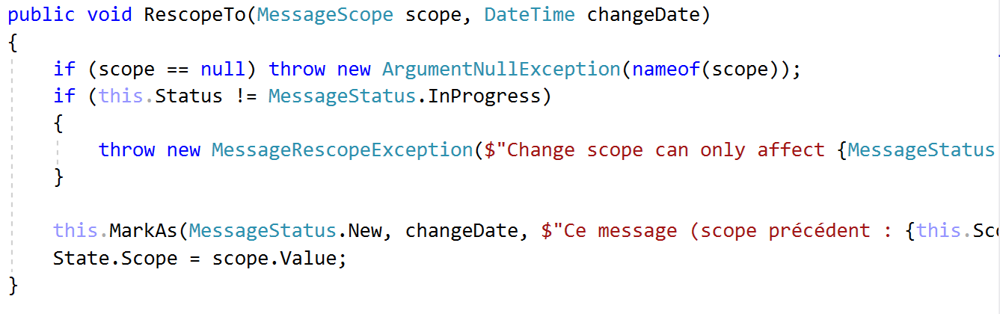 public void RescopeTo(MessageScope scope, DateTime changeDate)
{
if (scope == null) throw new ArgumentNullException(nameof(scope));
if (this.Status != MessageStatus.InProgress)
{
throw new MessageRescopeException($"Change scope can only affect {MessageStatus
}
this.MarkAs(MessageStatus.New, changeDate, $"Ce message (scope précédent : {this.Sc
State.Scope = scope.Value;
}